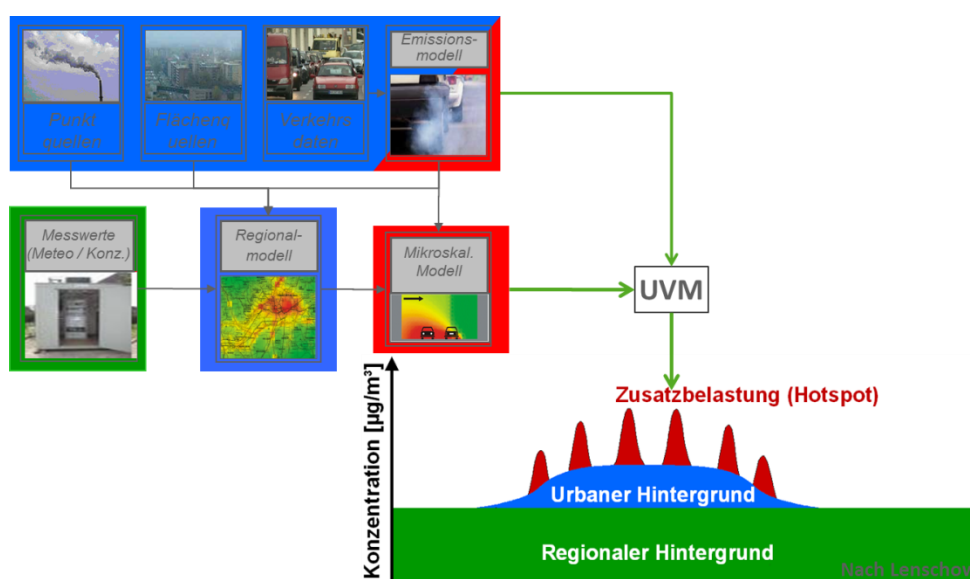 Emissions-
modell
Punkt
quellen
Flächenq
uellen
Verkehrs
daten
Messwerte
(Meteo / Konz.)
Regional-
modell
Mikroskal.
Modell
UVM
Konzentration [µg/m³]
Zusatzbelastung (Hotspot)
Urbaner Hintergrund
Regionaler Hintergrund
Nach Lenschow